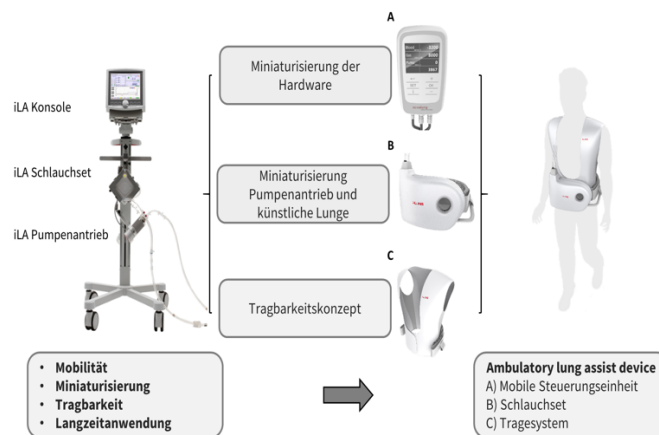 A
Miniaturisierung der
Hardware
iLA Konsole
iLA Schlauchset
iLA Pumpenantrieb
B
Miniaturisierung
Pumpenantrieb und
künstliche Lunge
C
Tragbarkeitskonzept
• Mobilität
• Miniaturisierung
• Tragbarkeit
• Langzeitanwendung
Ambulatory lung assist device
A) Mobile Steuerungseinheit
B) Schlauchset
C) Tragesystem